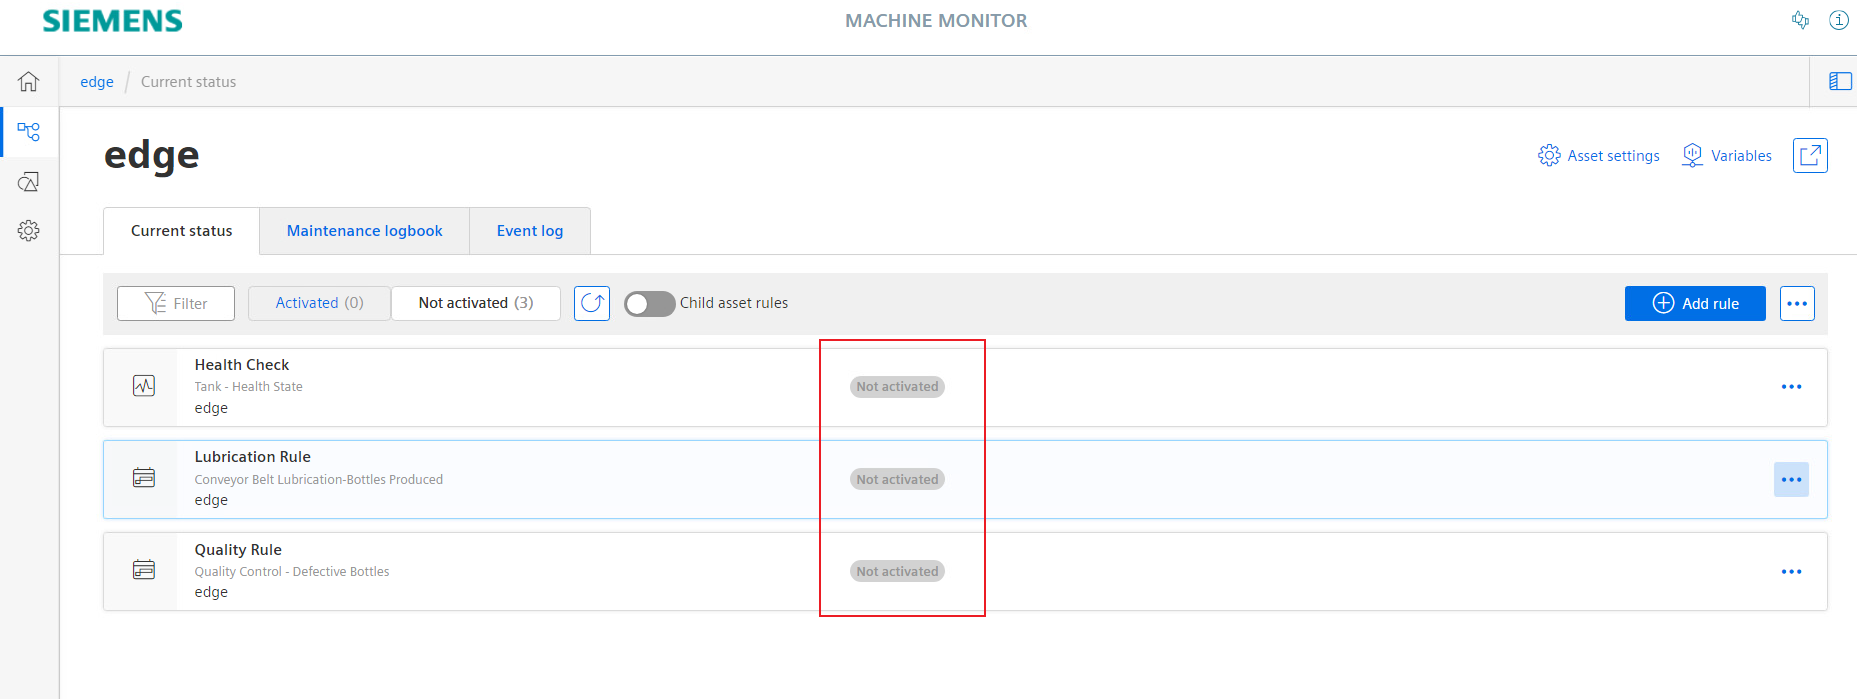 SIEMENS
MACHINE MONITOR
edge / Current status
edge
Asset settings
Variables
Current status
Maintenance logbook
Event log
Filter
Activated (0)
Not activated (3)
Child asset rules
Add rule
Health Check
Tank - Health State
edge
Not activated
Lubrication Rule
Conveyor Belt Lubrication-Bottles Produced
edge
Not activated
Quality Rule
Quality Control - Defective Bottles
edge
Not activated